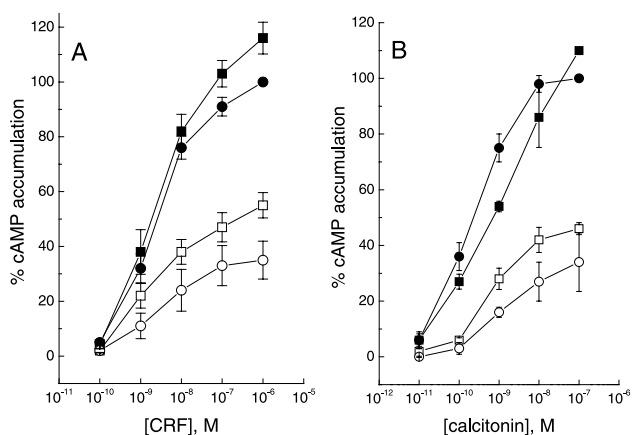 A
% cAMP accumulation
120
100
80
60
40
20
0
10⁻¹¹ 10⁻¹⁰ 10⁻⁹ 10⁻⁸ 10⁻⁷ 10⁻⁶ 10⁻⁵
[CRF], M
B
% cAMP accumulation
120
100
80
60
40
20
0
10⁻¹² 10⁻¹¹ 10⁻¹⁰ 10⁻⁹ 10⁻⁸ 10⁻⁷ 10⁻⁶
[calcitonin], M